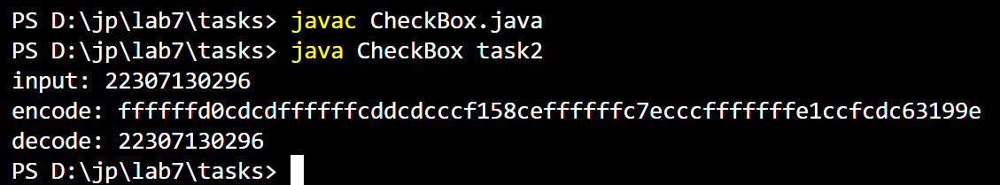 PS D:\jp\lab7\tasks> javac CheckBox.java
PS D:\jp\lab7\tasks> java CheckBox task2
input: 22307130296
encode: ffffffd0cdcdffffffcddcdcccf158ceffffffc7ecccfffffffe1ccfcdc63199e
decode: 22307130296
PS D:\jp\lab7\tasks>